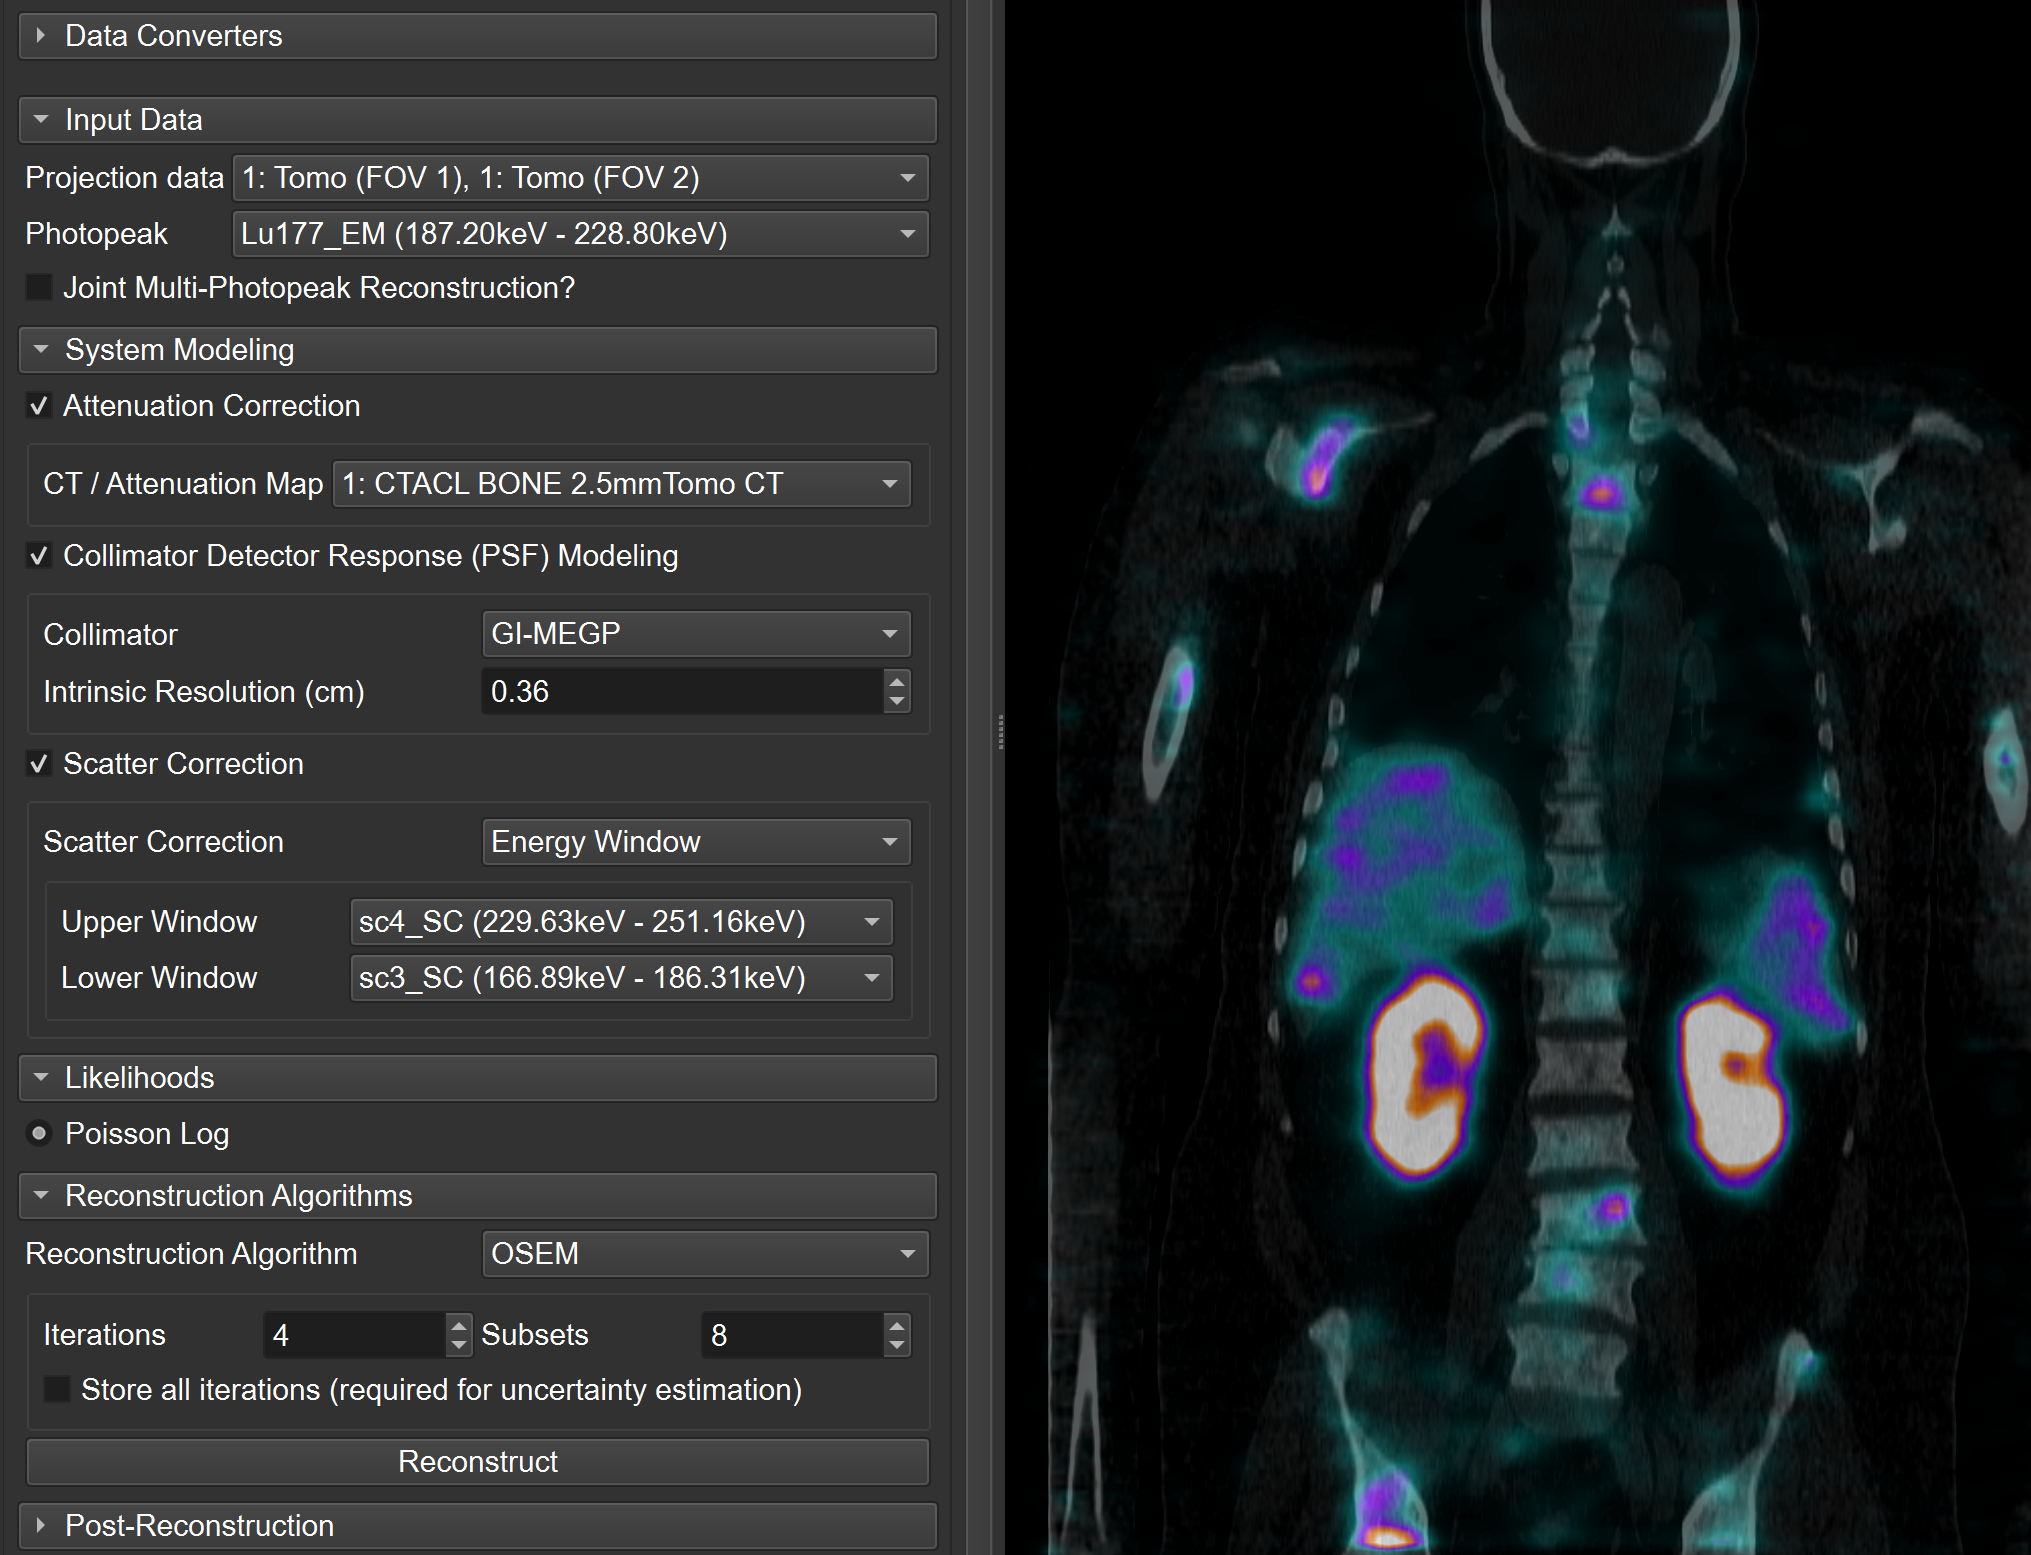 Data Converters
Input Data
Projection data 1: Tomo (FOV 1), 1: Tomo (FOV 2)
Photopeak Lu177_EM (187.20keV - 228.80keV)
Joint Multi-Photopeak Reconstruction?
System Modeling
Attenuation Correction
CT / Attenuation Map 1: CTACL BONE 2.5mmTomo CT
Collimator Detector Response (PSF) Modeling
Collimator GI-MEGP
Intrinsic Resolution (cm) 0.36
Scatter Correction
Scatter Correction Energy Window
Upper Window sc4_SC (229.63keV - 251.16keV)
Lower Window sc3_SC (166.89keV - 186.31keV)
Likelihoods
Poisson Log
Reconstruction Algorithms
Reconstruction Algorithm OSEM
Iterations 4 Subsets 8
Store all iterations (required for uncertainty estimation)
Reconstruct
Post-Reconstruction